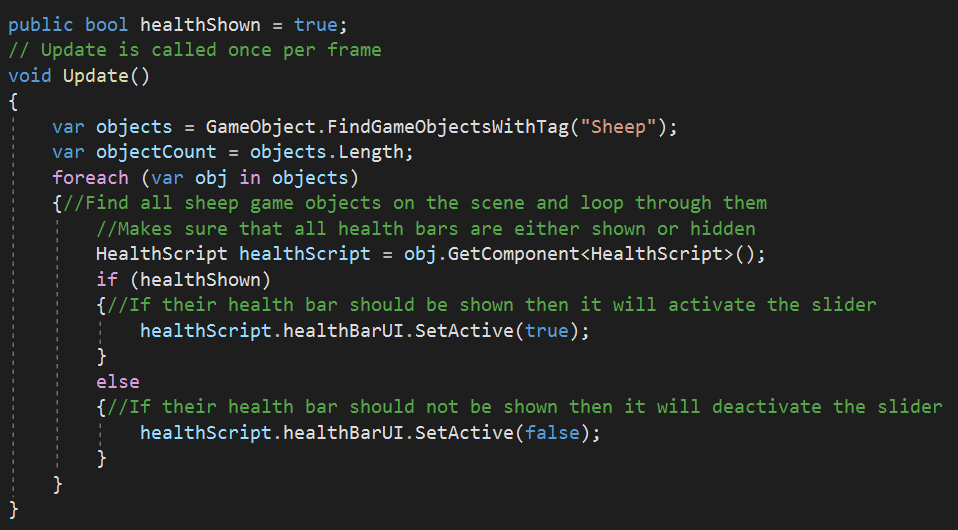 public bool healthShown = true;
// Update is called once per frame
void Update()
{
    var objects = GameObject.FindGameObjectsWithTag("Sheep");
    var objectCount = objects.Length;
    foreach (var obj in objects)
    {//Find all sheep game objects on the scene and loop through them
        //Makes sure that all health bars are either shown or hidden
        HealthScript healthScript = obj.GetComponent<HealthScript>();
        if (healthShown)
        {//If their health bar should be shown then it will activate the slider
            healthScript.healthBarUI.SetActive(true);
        }
        else
        {//If their health bar should not be shown then it will deactivate the slider
            healthScript.healthBarUI.SetActive(false);
        }
    }
}